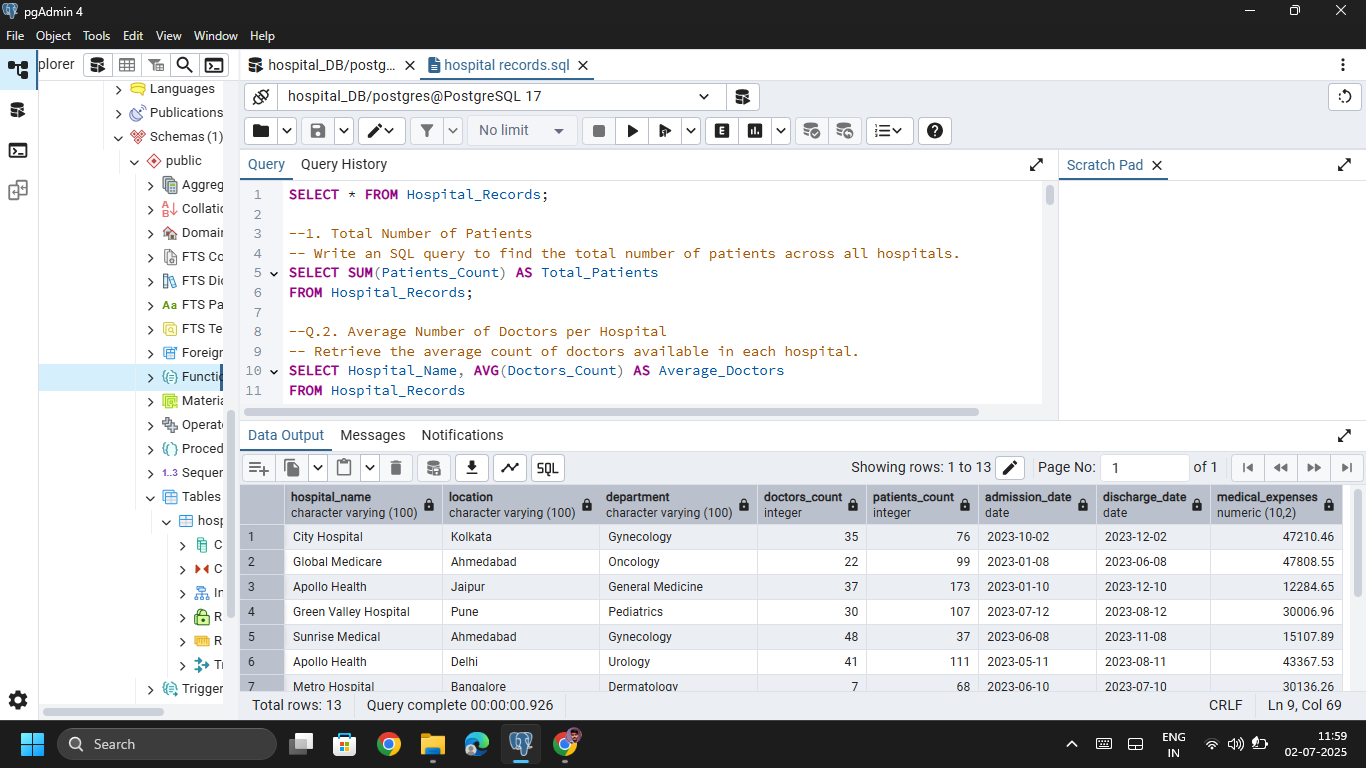 pgAdmin 4
File Object Tools Edit View Window Help
plorer
hospital_DB/postg...
hospital records.sql
Languages
Publications
Schemas (1)
public
Aggreg
Collatic
Domair
FTS Co
FTS Dic
FTS Pa
FTS Te
Foreigr
Functio
Materia
Operat
Proced
1..3 Sequer
Tables
hosp
C
C
In
R
R
Tr
Trigger
hospital_DB/postgres@PostgreSQL 17
No limit
E
Query Query History
Scratch Pad
1 SELECT * FROM Hospital_Records;
2
3 --1. Total Number of Patients
4 -- Write an SQL query to find the total number of patients across all hospitals.
5 SELECT SUM(Patients_Count) AS Total_Patients
6 FROM Hospital_Records;
7
8 --Q.2. Average Number of Doctors per Hospital
9 -- Retrieve the average count of doctors available in each hospital.
10 SELECT Hospital_Name, AVG(Doctors_Count) AS Average_Doctors
11 FROM Hospital_Records
Data Output Messages Notifications
SQL
Showing rows: 1 to 13
Page No: 1 of 1
hospital_name location department doctors_count patients_count admission_date discharge_date medical_expenses
character varying (100) character varying (100) character varying (100) integer integer date date numeric (10,2)
1 City Hospital Kolkata Gynecology 35 76 2023-10-02 2023-12-02 47210.46
2 Global Medicare Ahmedabad Oncology 22 99 2023-01-08 2023-06-08 47808.55
3 Apollo Health Jaipur General Medicine 37 173 2023-01-10 2023-12-10 12284.65
4 Green Valley Hospital Pune Pediatrics 30 107 2023-07-12 2023-08-12 30006.96
5 Sunrise Medical Ahmedabad Gynecology 48 37 2023-06-08 2023-11-08 15107.89
6 Apollo Health Delhi Urology 41 111 2023-05-11 2023-08-11 43367.53
7 Metro Hospital Bangalore Dermatology 7 68 2023-06-10 2023-07-10 30136.26
Total rows: 13 Query complete 00:00:00.926
CRLF Ln 9, Col 69
Search
ENG
IN
11:59
02-07-2025